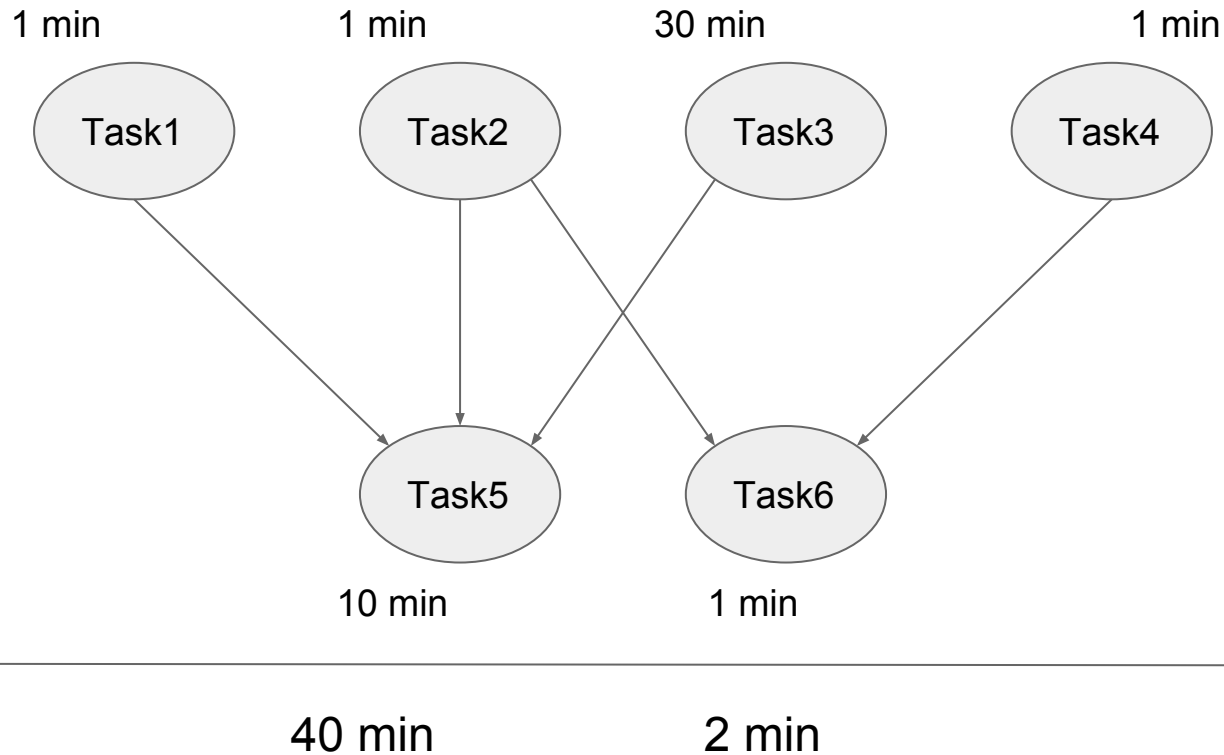 1 min 1 min 30 min 1 min
Task1 Task2 Task3 Task4
Task5 Task6
10 min 1 min
40 min 2 min